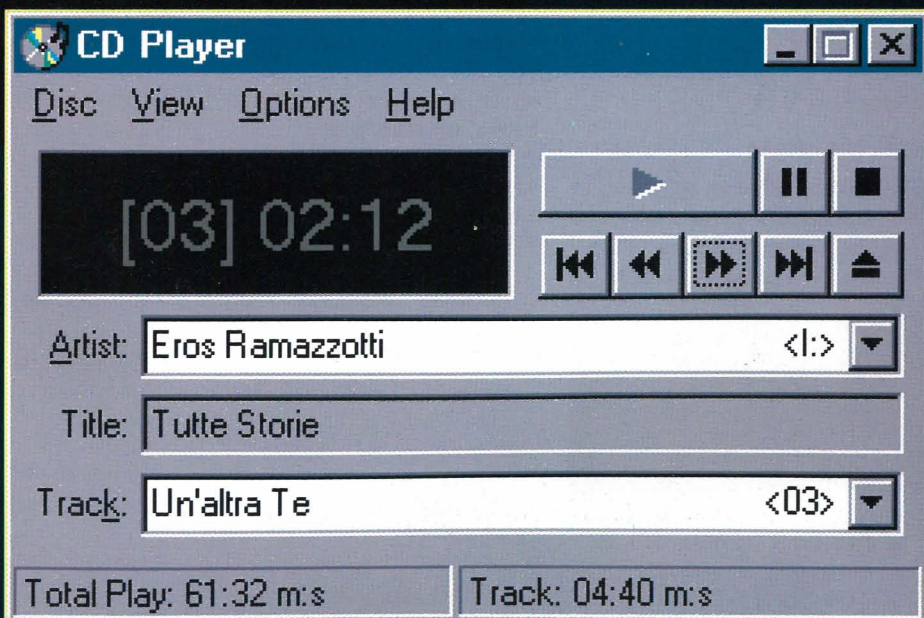 CD Player
Disc View Options Help
[03] 02:12
Artist: Eros Ramazzotti <I:>
Title: Tutte Storie
Track: Un'altra Te <03>
Total Play: 61:32 m:s Track: 04:40 m:s